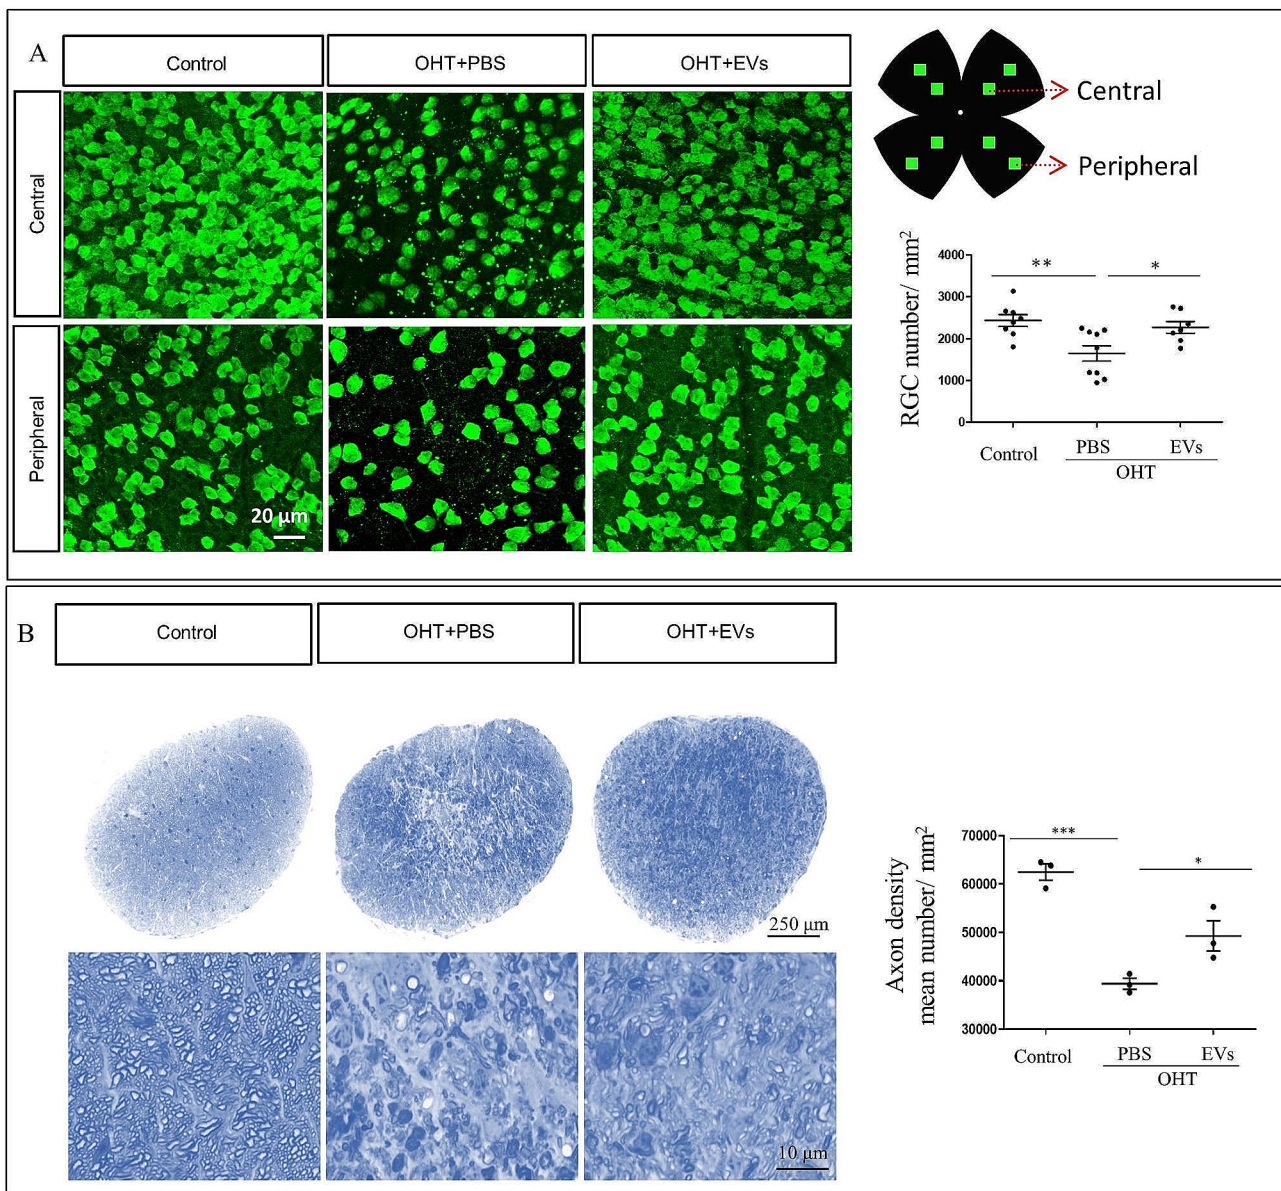 A
Control
OHT+PBS
OHT+EVs
Central
Peripheral
20 µm
Central
Peripheral
RGC number/ mm²
4000
3000
2000
1000
0
**
*
Control
PBS
EVs
OHT
B
Control
OHT+PBS
OHT+EVs
250 µm
10 µm
Axon density
mean number/ mm²
70000
60000
50000
40000
30000
***
*
Control
PBS
EVs
OHT